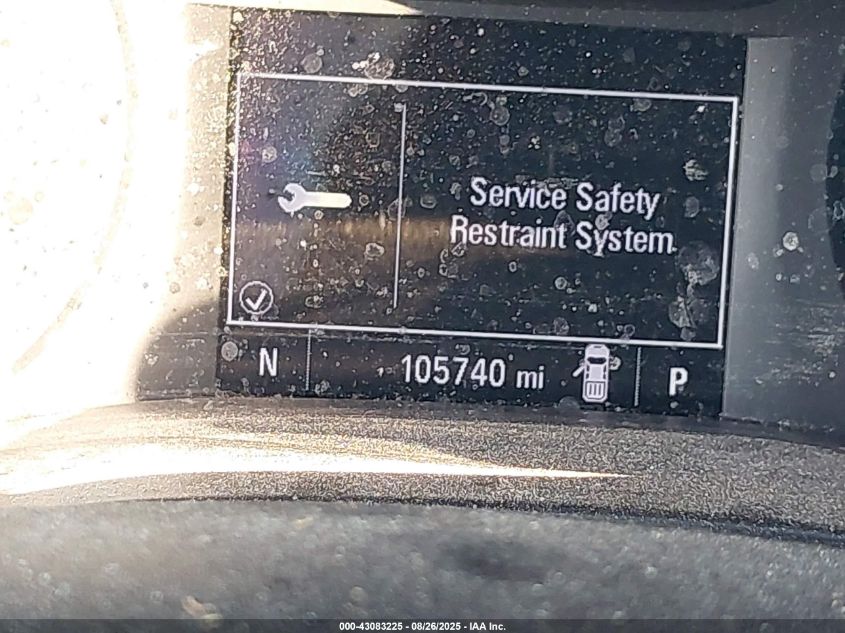 Service Safety
Restraint System
N 105740 mi P
000-43083225 - 08/26/2025 - IAA Inc.